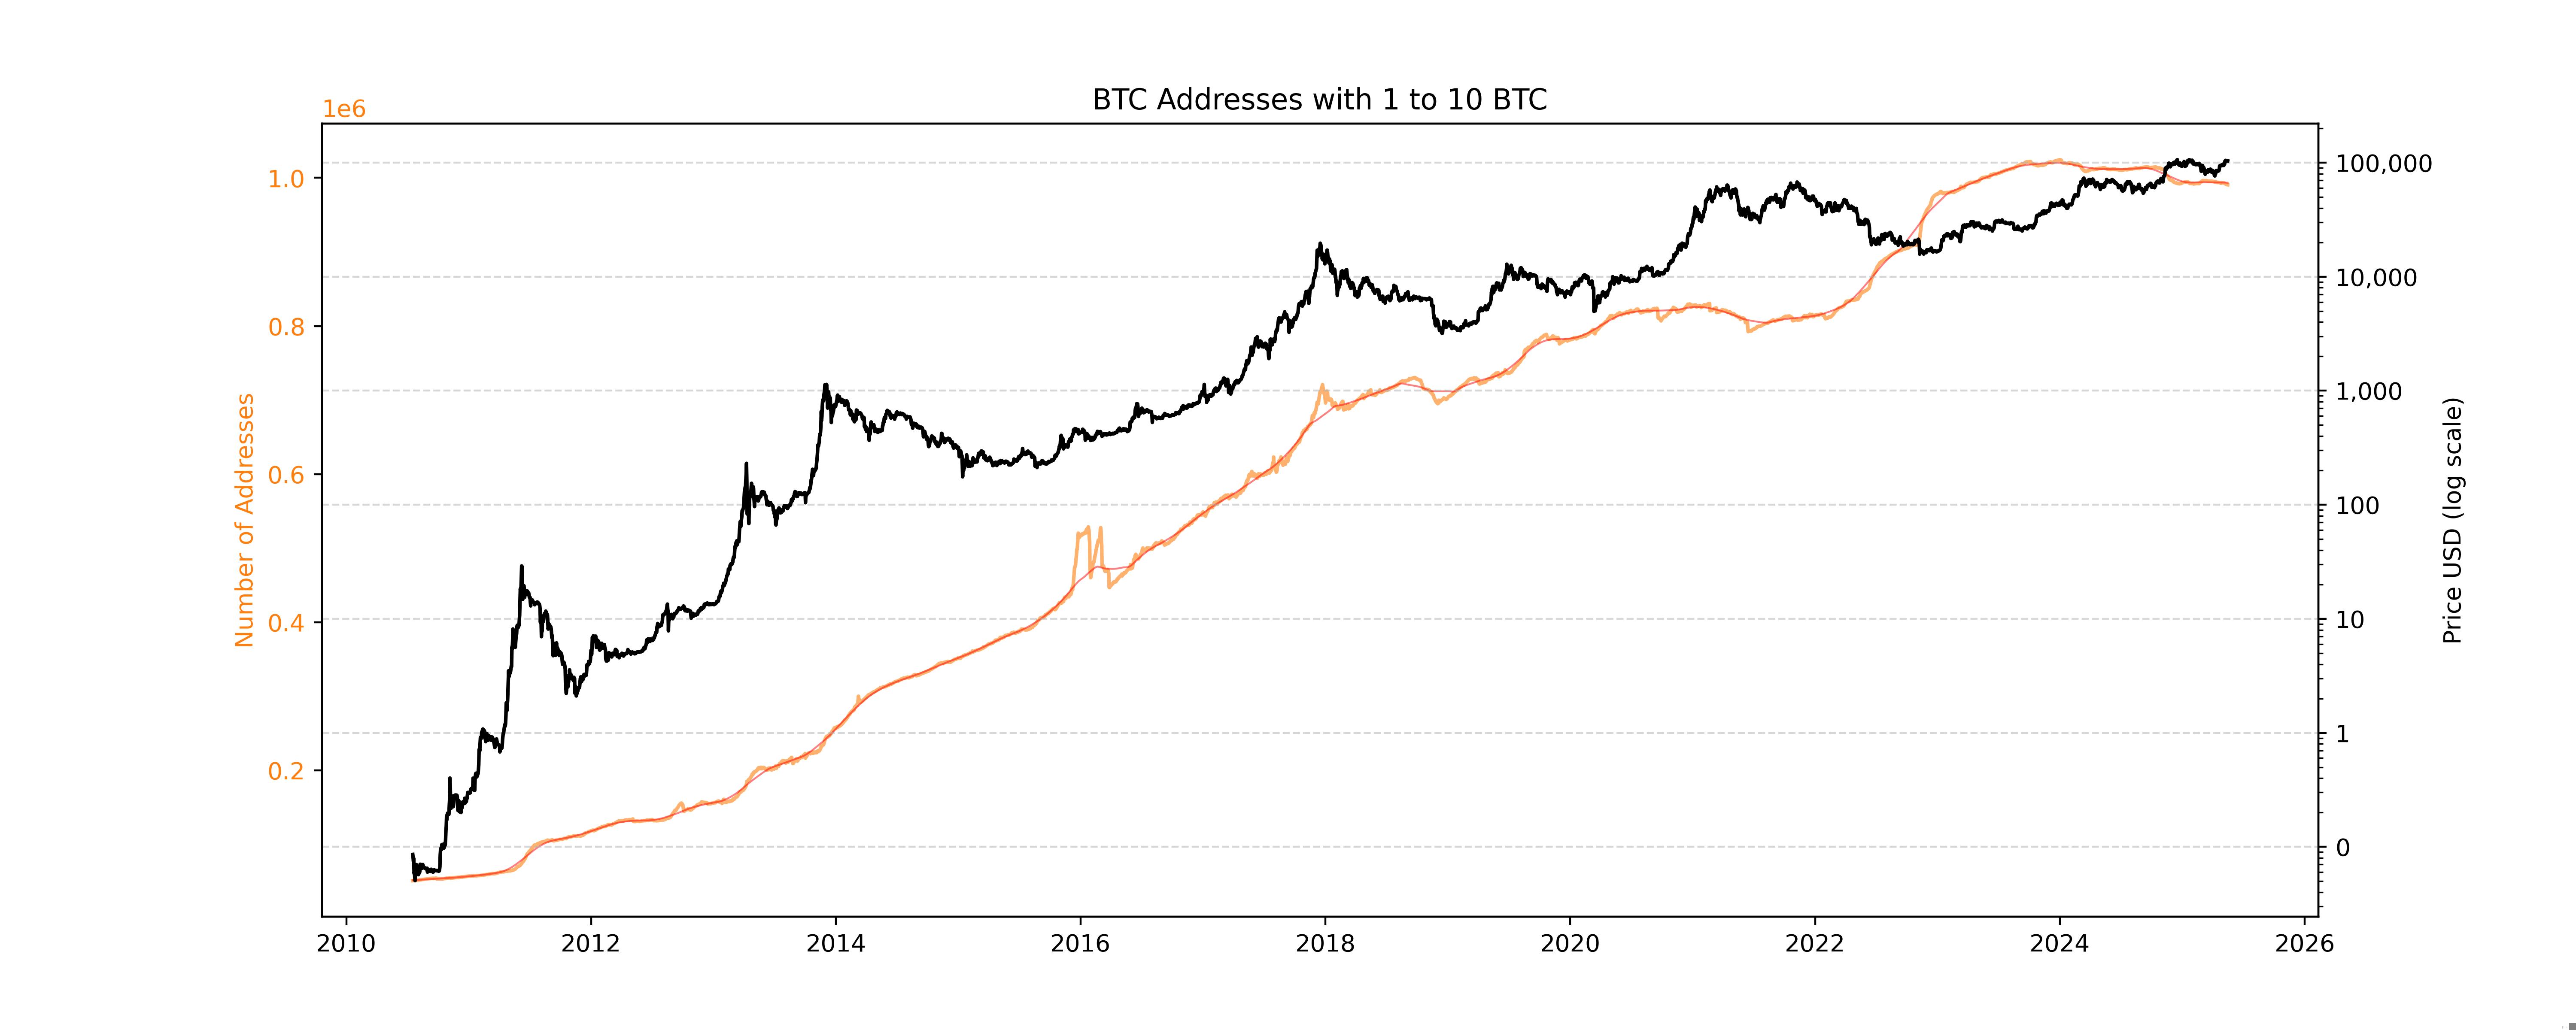 BTC Addresses with 1 to 10 BTC
1e6
1.0
0.8
0.6
0.4
0.2
Number of Addresses
100,000
10,000
1,000
100
10
1
0
Price USD (log scale)
2010 2012 2014 2016 2018 2020 2022 2024 2026